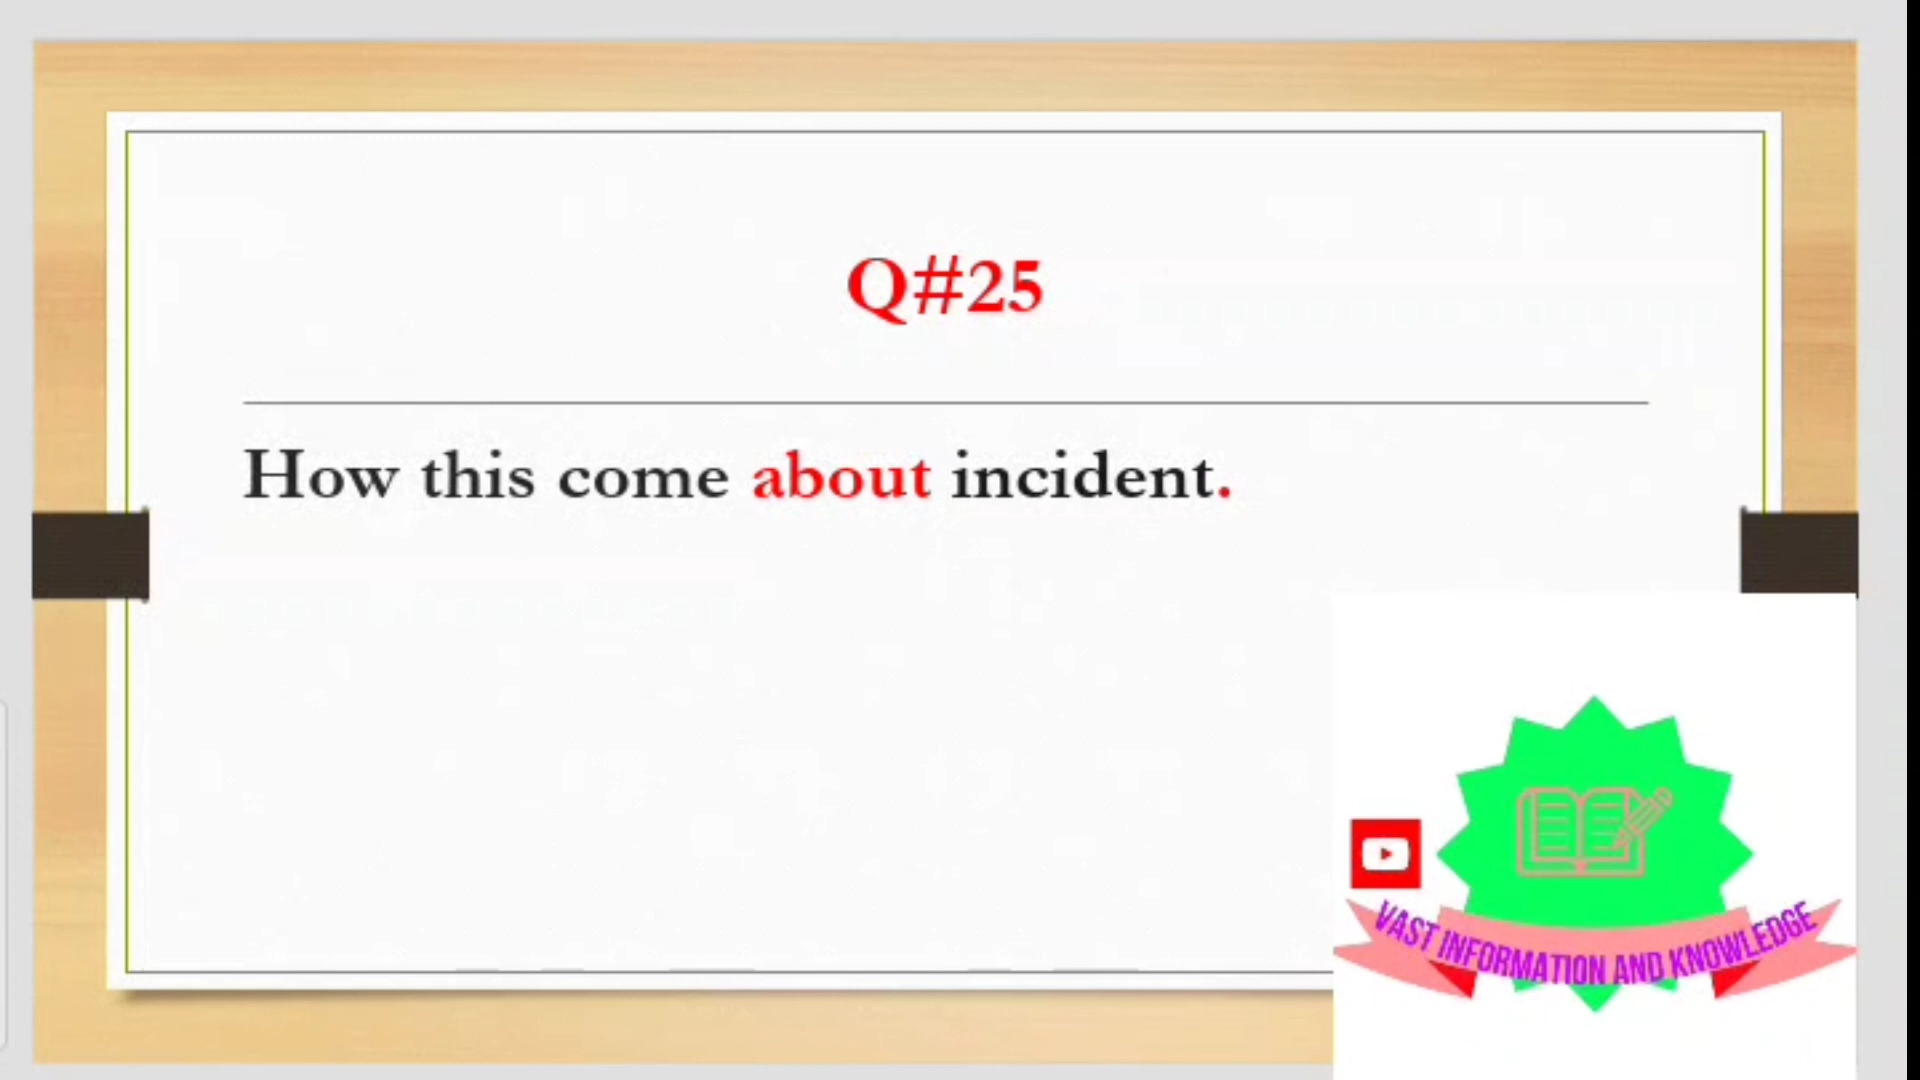 Q#25
How this come about incident.
VAST INFORMATION AND KNOWLEDGE